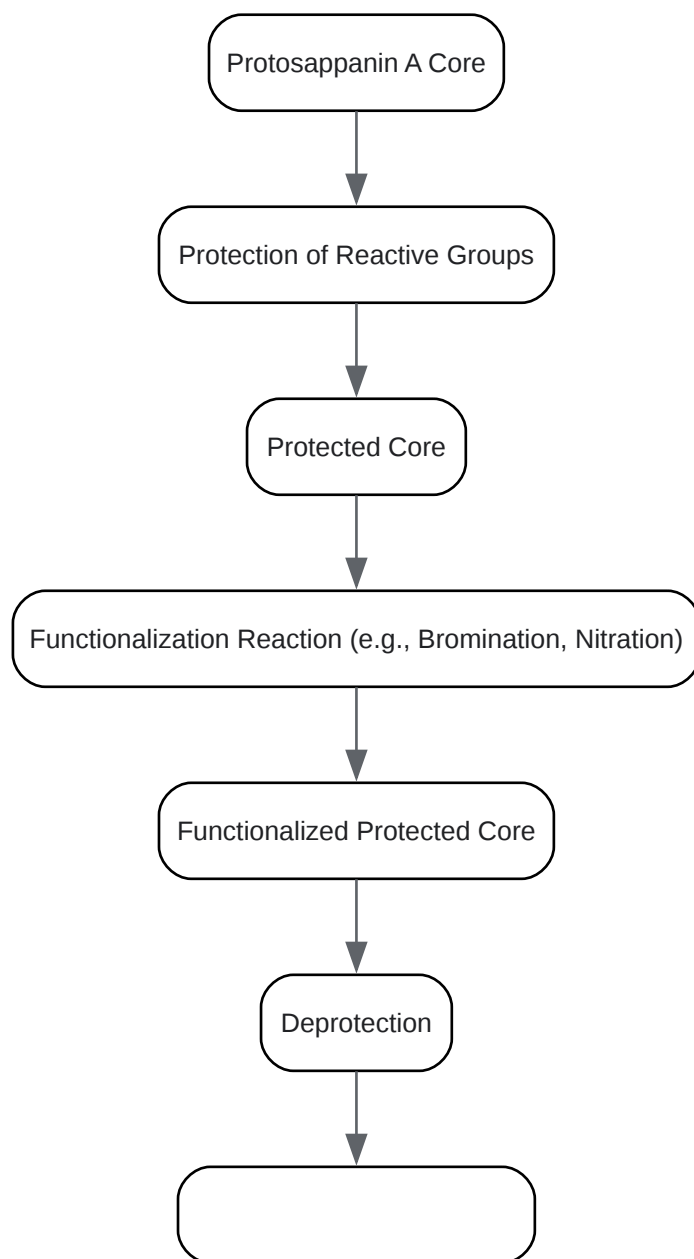 Protosappanin A Core
Protection of Reactive Groups
Protected Core
Functionalization Reaction (e.g., Bromination, Nitration)
Functionalized Protected Core
Deprotection